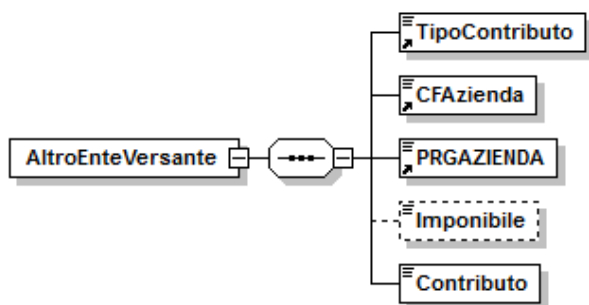 TipoContributo
CFAzienda
AltroEnteVersante
PRGAZIENDA
Imponibile
Contributo